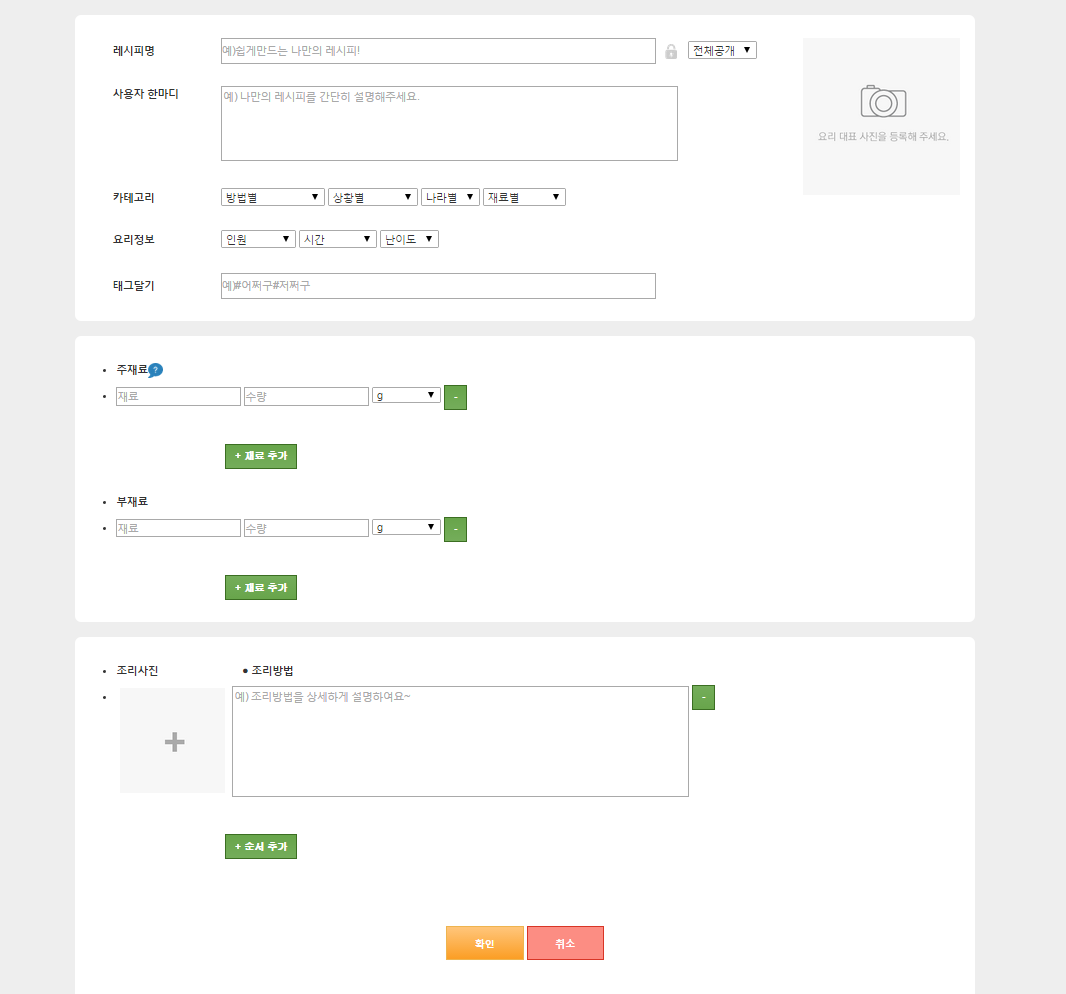 레시피명 예)쉽게만드는 나만의 레시피! 전체공개 ▼
사용자 한마디 예) 나만의 레시피를 간단히 설명해주세요.
요리 대표 사진을 등록해 주세요.
카테고리 방법별 ▼ 상황별 ▼ 나라별 ▼ 재료별 ▼
요리정보 인원 ▼ 시간 ▼ 난이도 ▼
태그달기 예)#어쩌구#저쩌구
• 주재료 ?
• 재료 수량 g ▼ -
+ 재료 추가
• 부재료
• 재료 수량 g ▼ -
+ 재료 추가
• 조리사진 ● 조리방법
• 예) 조리방법을 상세하게 설명하여요~ -
+ 순서 추가
확인 취소